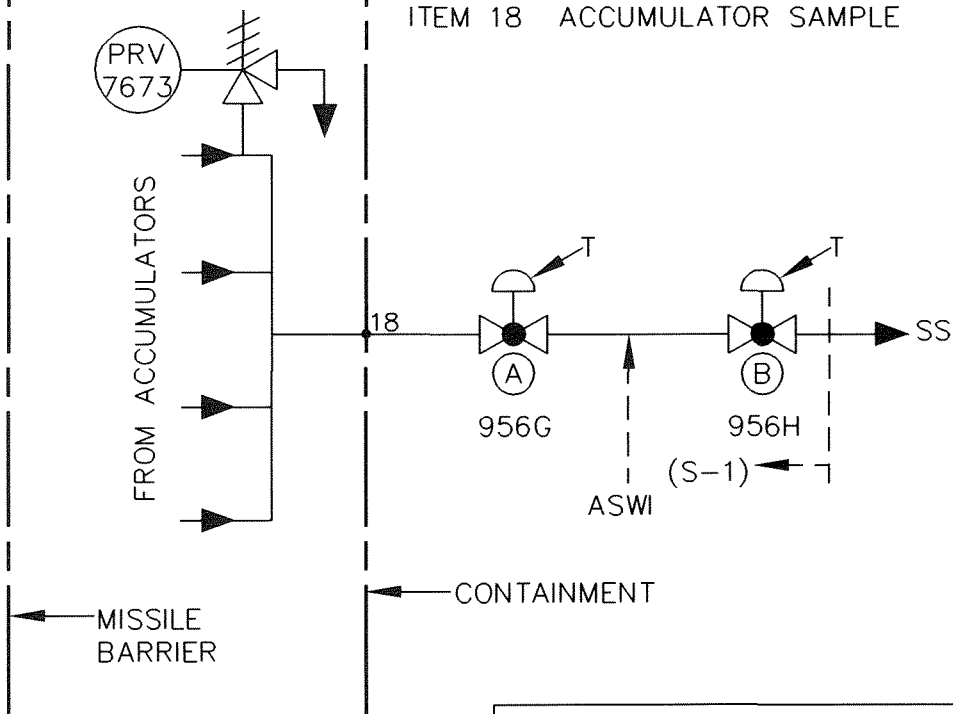 ITEM 18 ACCUMULATOR SAMPLE
PRV
7673
FROM ACCUMULATORS
18
T
T
SS
A
B
956G
956H
(S-1)
ASWI
CONTAINMENT
MISSILE
BARRIER